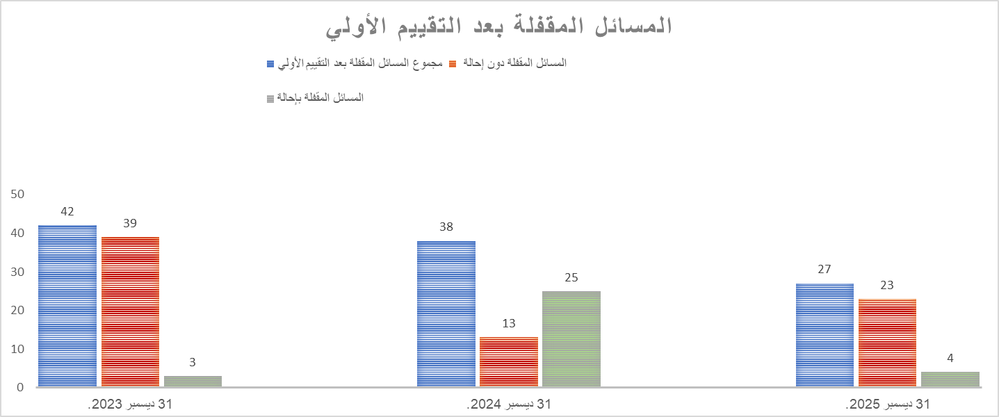 المسائل المقفلة بعد التقييم الأولي
مجموع المسائل المقفلة بعد التقييم الأولي
المسائل المقفلة دون إحالة
المسائل المقفلة بإحالة
50
40
30
20
10
0
42
39
3
38
13
25
27
23
4
31 ديسمبر 2023.
31 ديسمبر 2024.
31 ديسمبر 2025.